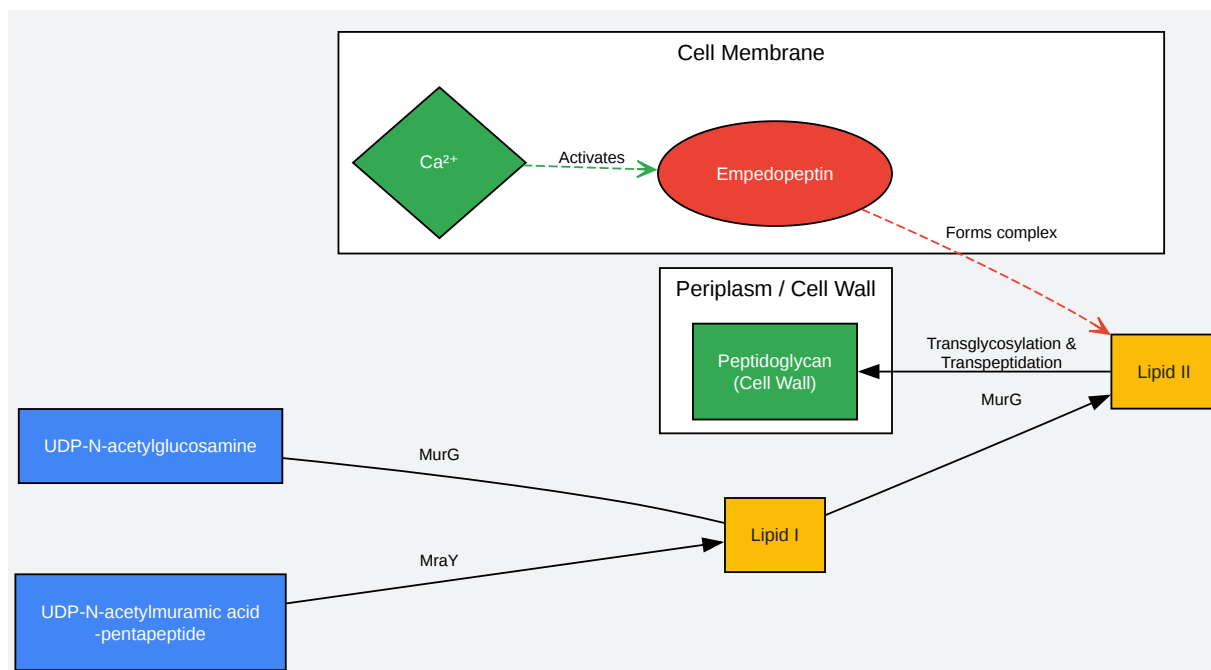 Cell Membrane
Ca²⁺
Activates
Empedopeptin
Forms complex
Periplasm / Cell Wall
Peptidoglycan
(Cell Wall)
Transglycosylation &
Transpeptidation
Lipid II
MurG
UDP-N-acetylglucosamine
MurG
Lipid I
MraY
UDP-N-acetylmuramic acid
-pentapeptide